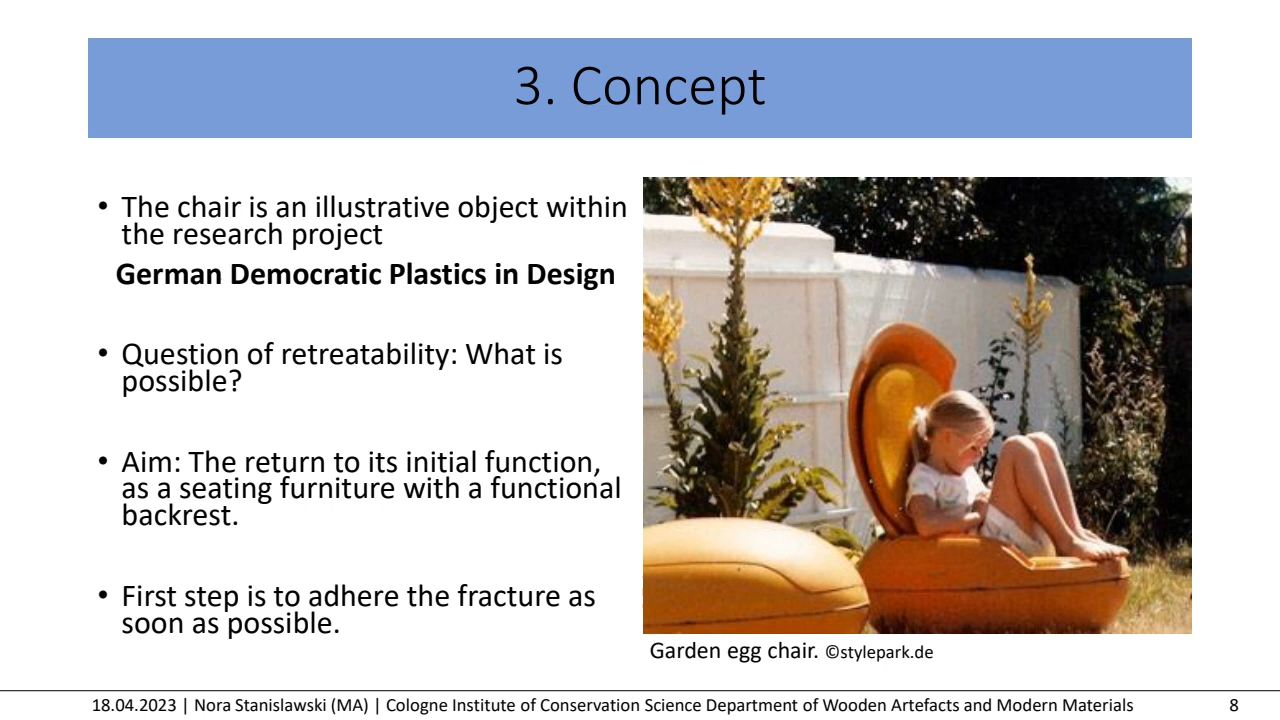 3. Concept
• The chair is an illustrative object within
the research project
German Democratic Plastics in Design
• Question of retreatability: What is
possible?
• Aim: The return to its initial function,
as a seating furniture with a functional
backrest.
• First step is to adhere the fracture as
soon as possible.
Garden egg chair. ©stylepark.de
18.04.2023 | Nora Stanislawski (MA) | Cologne Institute of Conservation Science Department of Wooden Artefacts and Modern Materials 8